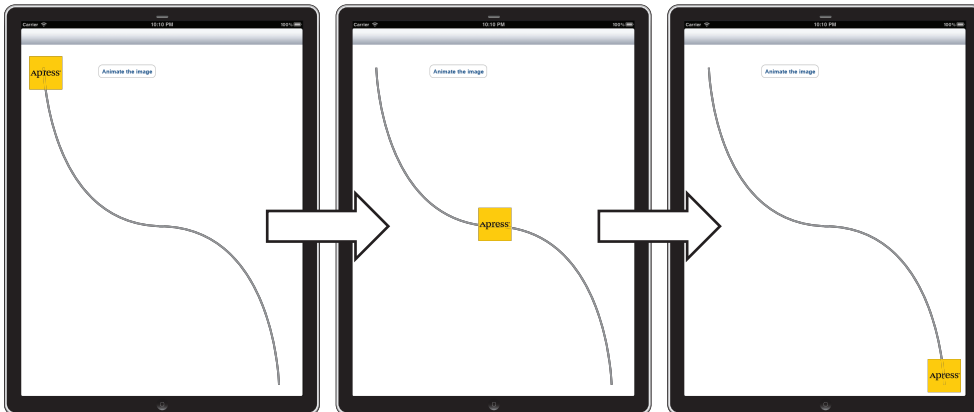 Carrier 10:10 PM 100%
Apress®
Animate the image
Carrier 10:10 PM 100%
Animate the image
Apress®
Carrier 10:10 PM 100%
Animate the image
Apress®